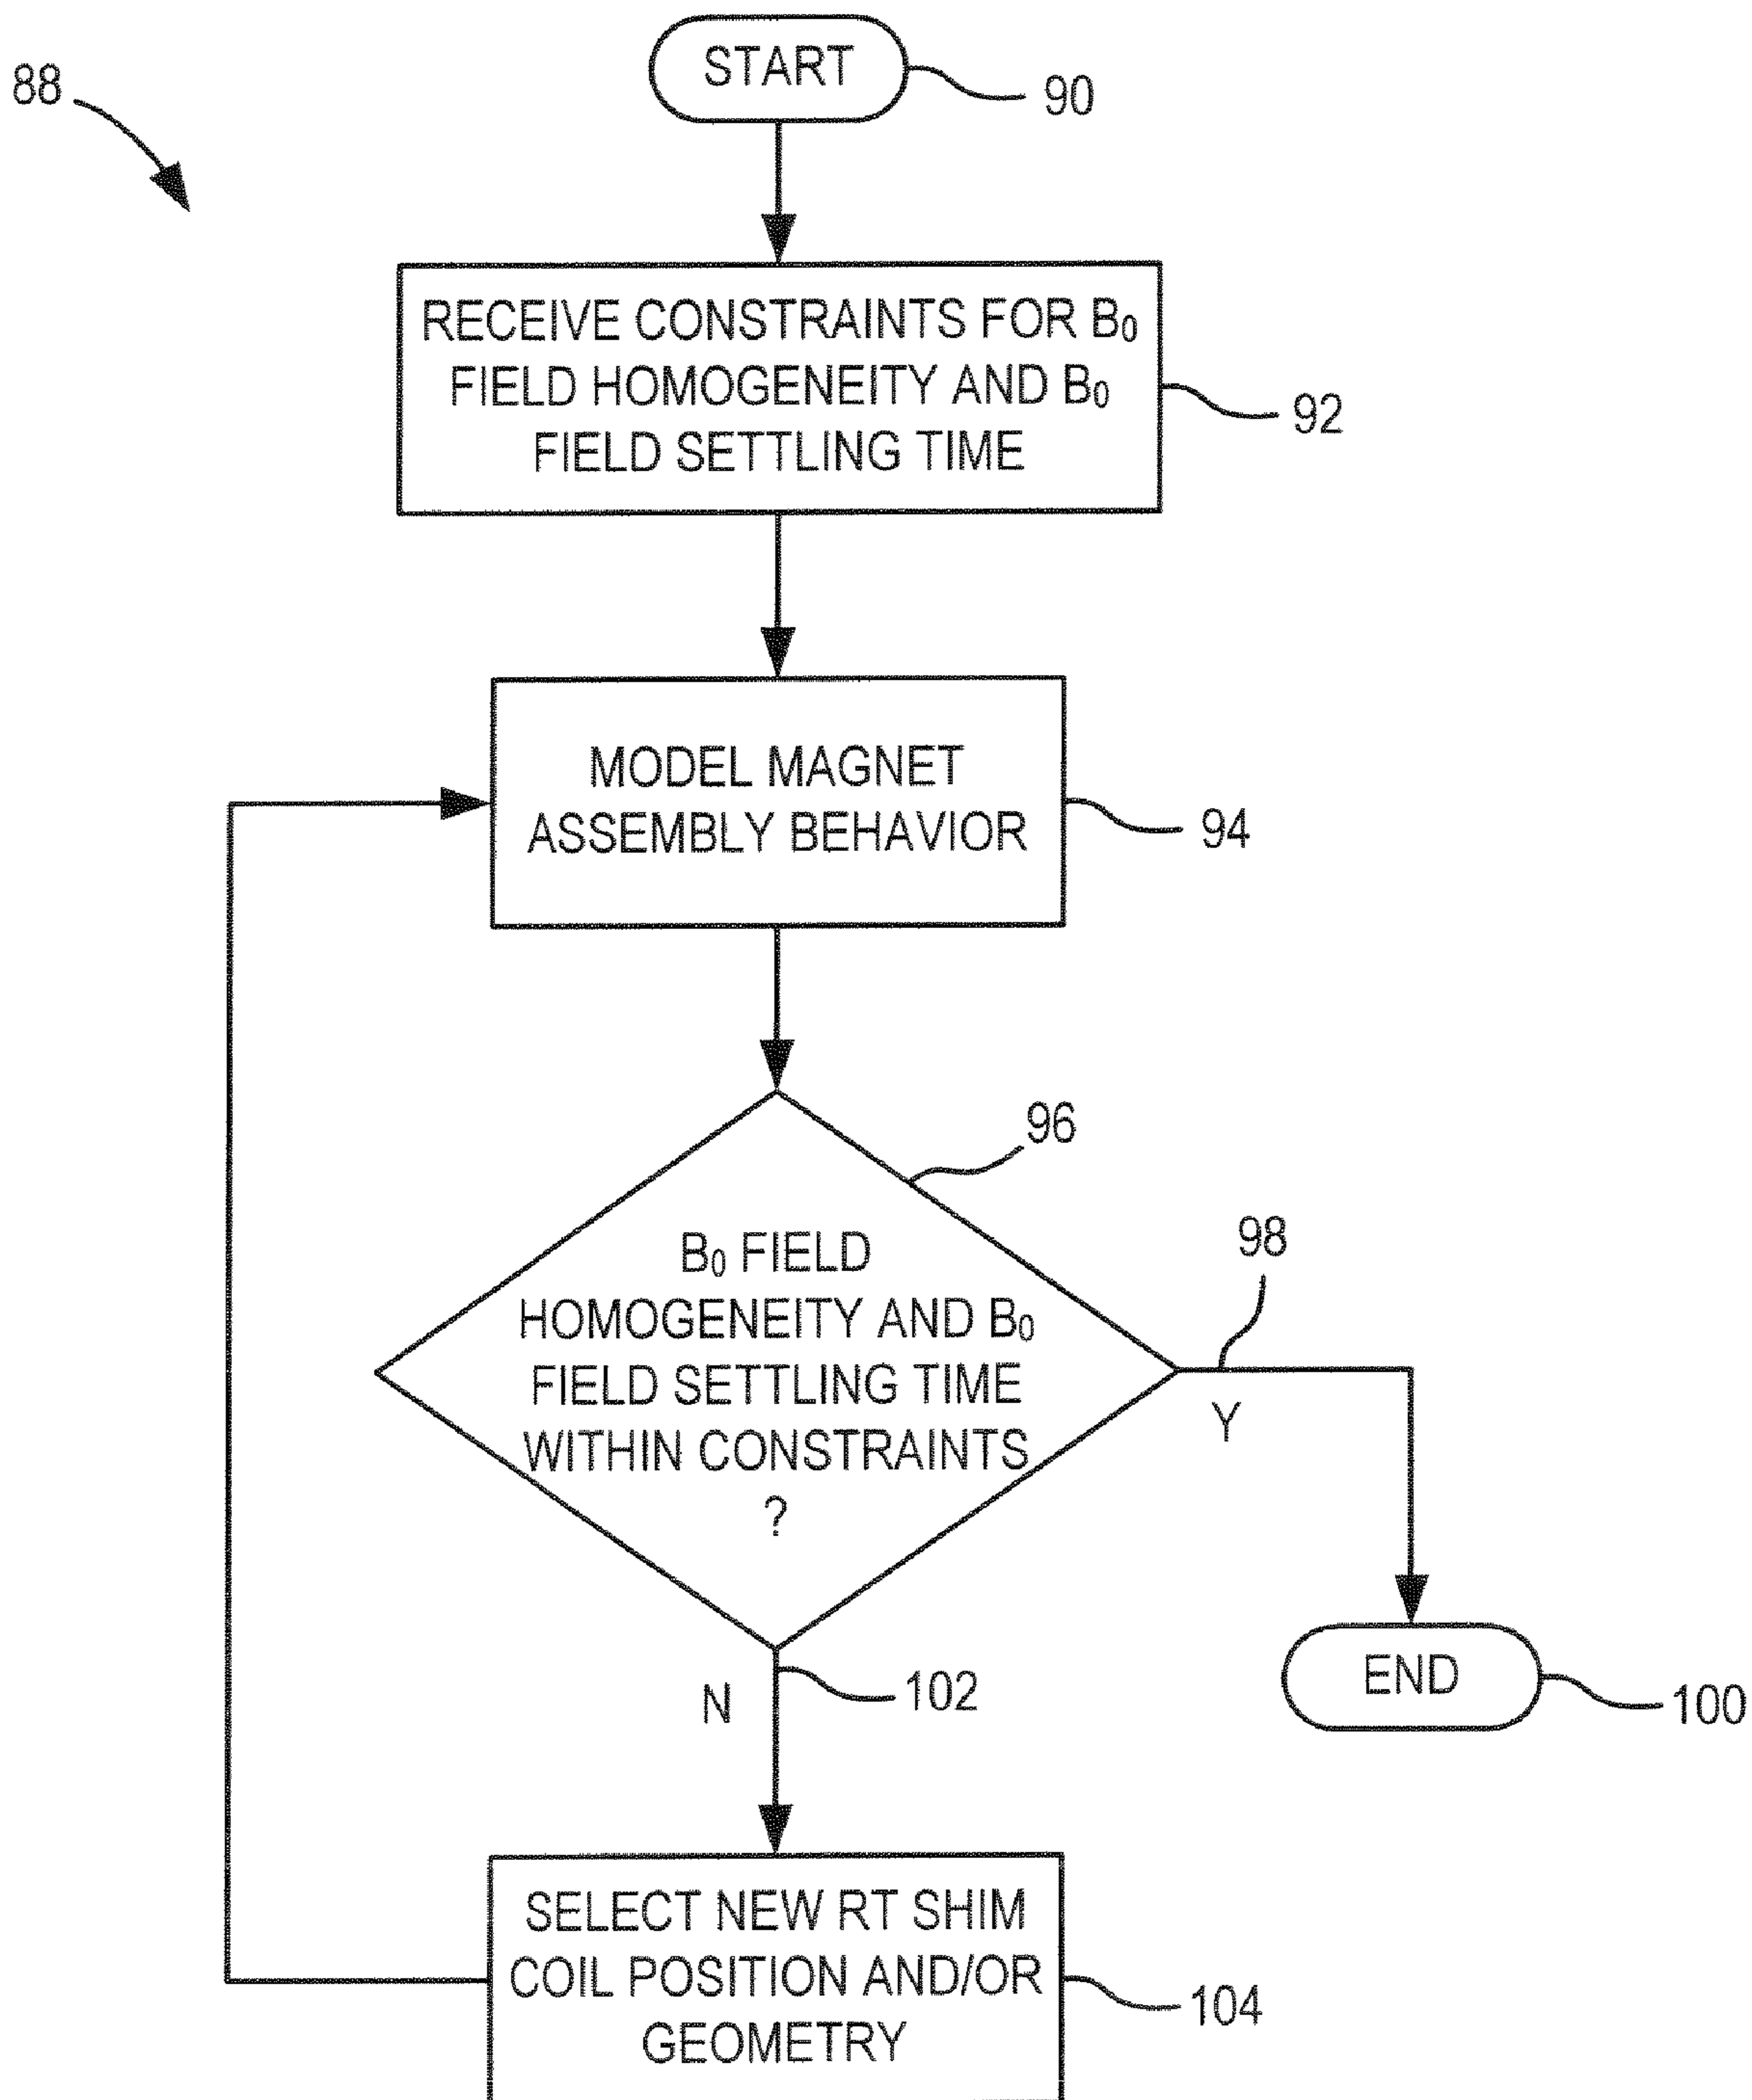 88
START
90
RECEIVE CONSTRAINTS FOR B₀
FIELD HOMOGENEITY AND B₀
FIELD SETTLING TIME
92
MODEL MAGNET
ASSEMBLY BEHAVIOR
94
96
B₀ FIELD
HOMOGENEITY AND B₀
FIELD SETTLING TIME
WITHIN CONSTRAINTS
?
98
Y
END
100
N
102
SELECT NEW RT SHIM
COIL POSITION AND/OR
GEOMETRY
104